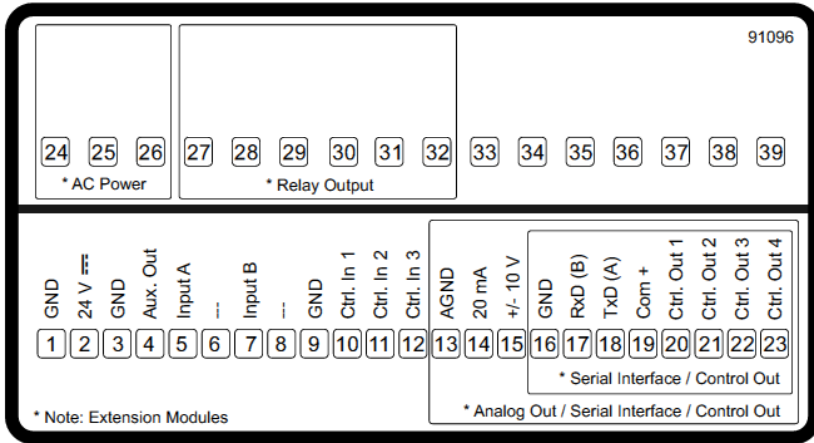 91096
24 25 26 27 28 29 30 31 32 33 34 35 36 37 38 39
* AC Power * Relay Output
GND
24 V ⎓
GND
Aux. Out
Input A
---
Input B
---
GND
Ctrl. In 1
Ctrl. In 2
Ctrl. In 3
AGND
20 mA
+/- 10 V
GND
RxD (B)
TxD (A)
Com +
Ctrl. Out 1
Ctrl. Out 2
Ctrl. Out 3
Ctrl. Out 4
1 2 3 4 5 6 7 8 9 10 11 12 13 14 15 16 17 18 19 20 21 22 23
* Serial Interface / Control Out
* Note: Extension Modules * Analog Out / Serial Interface / Control Out